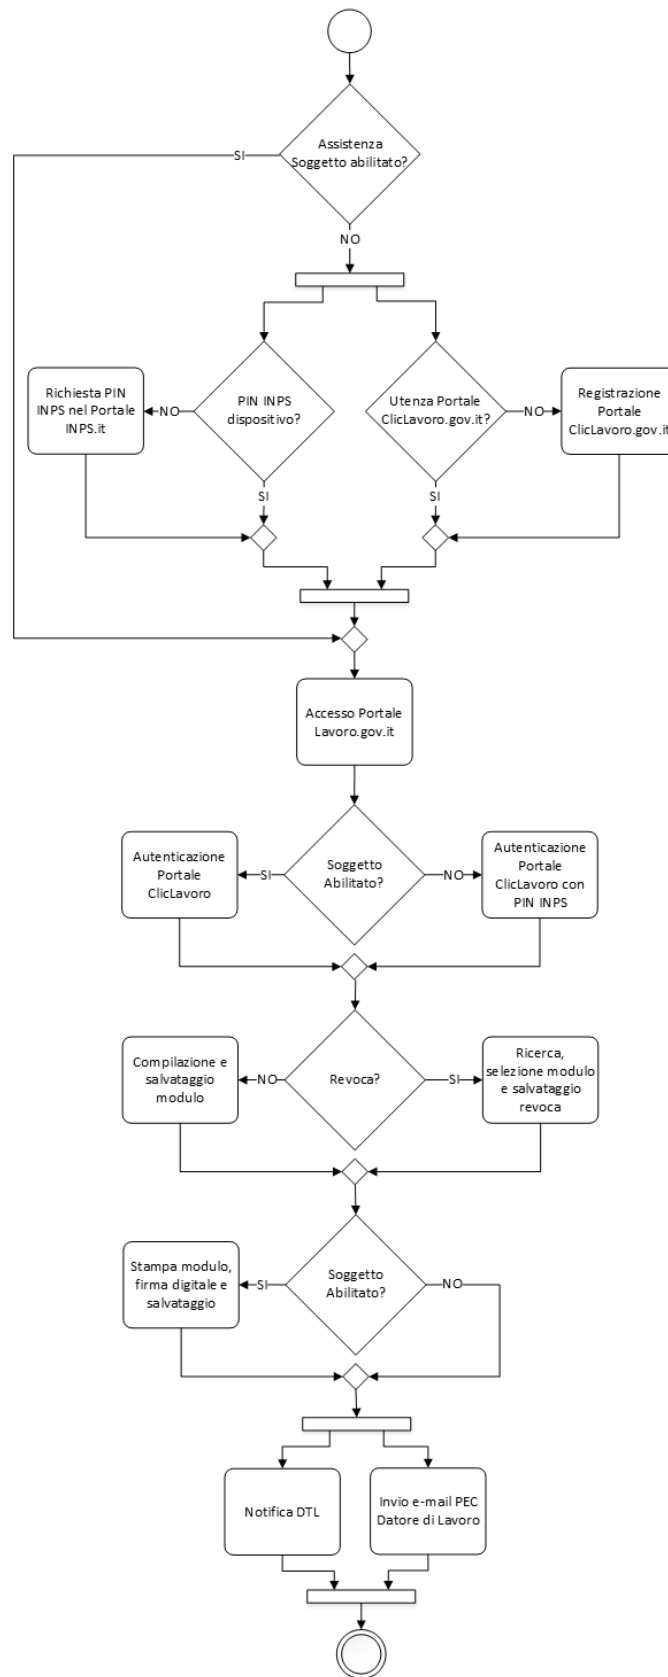 Assistenza
Soggetto abilitato?
SI
NO
Richiesta PIN
INPS nel Portale
INPS.it
NO
PIN INPS
dispositivo?
Utenza Portale
ClicLavoro.gov.it?
NO
Registrazione
Portale
ClicLavoro.gov.it
SI
SI
Accesso Portale
Lavoro.gov.it
Autenticazione
Portale
ClicLavoro
SI
Soggetto
Abilitato?
NO
Autenticazione
Portale
ClicLavoro con
PIN INPS
Compilazione e
salvataggio
modulo
NO
Revoca?
SI
Ricerca,
selezione modulo
e salvataggio
revoca
Stampa modulo,
firma digitale e
salvataggio
SI
Soggetto
Abilitato?
NO
Notifica DTL
Invio e-mail PEC
Datore di Lavoro